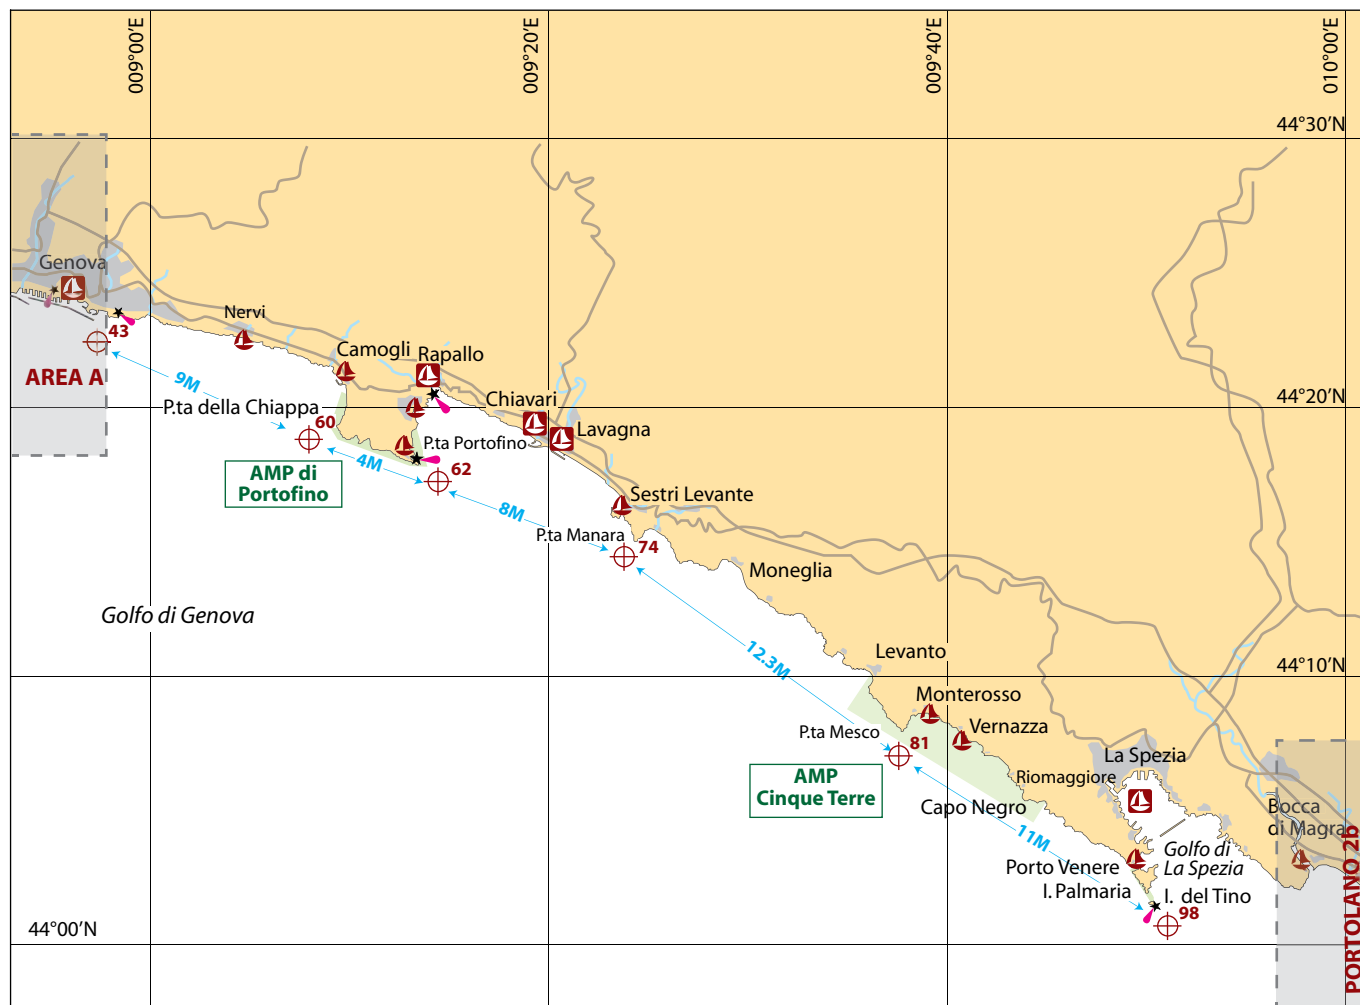 009°00'E
009°20'E
009°40'E
010°00'E
44°30'N
Genova
43
AREA A
Nervi
Camogli
Rapallo
9M
P.ta della Chiappa
60
Chiavari
44°20'N
Lavagna
P.ta Portofino
4M
62
AMP di
Portofino
8M
Sestri Levante
P.ta Manara
74
Moneglia
Golfo di Genova
12.3M
Levanto
44°10'N
Monterosso
Vernazza
P.ta Mesco
81
AMP
Cinque Terre
La Spezia
Riomaggiore
Capo Negro
Bocca
di Magra
11M
Golfo di
La Spezia
Porto Venere
I. Palmaria
I. del Tino
98
44°00'N
PORTOLANO 2b